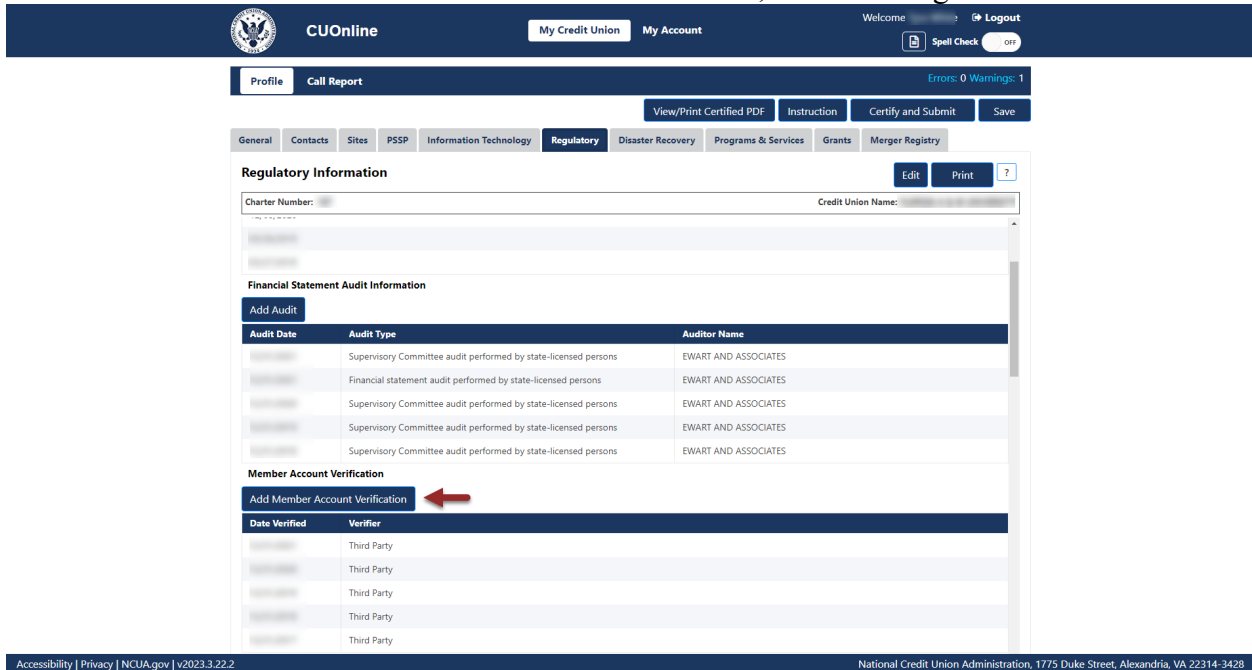 CUOnline
My Credit Union My Account
Welcome Logout
Spell Check OFF
Profile Call Report Errors: 0 Warnings: 1
View/Print Certified PDF Instruction Certify and Submit Save
General Contacts Sites PSSP Information Technology Regulatory Disaster Recovery Programs & Services Grants Merger Registry
Regulatory Information Edit Print ?
Charter Number: Credit Union Name:
Financial Statement Audit Information
Add Audit
Audit Date Audit Type Auditor Name
Supervisory Committee audit performed by state-licensed persons EWART AND ASSOCIATES
Financial statement audit performed by state-licensed persons EWART AND ASSOCIATES
Supervisory Committee audit performed by state-licensed persons EWART AND ASSOCIATES
Supervisory Committee audit performed by state-licensed persons EWART AND ASSOCIATES
Supervisory Committee audit performed by state-licensed persons EWART AND ASSOCIATES
Member Account Verification
Add Member Account Verification
Date Verified Verifier
Third Party
Third Party
Third Party
Third Party
Third Party
Accessibility | Privacy | NCUA.gov | v2023.3.22.2 National Credit Union Administration, 1775 Duke Street, Alexandria, VA 22314-3428